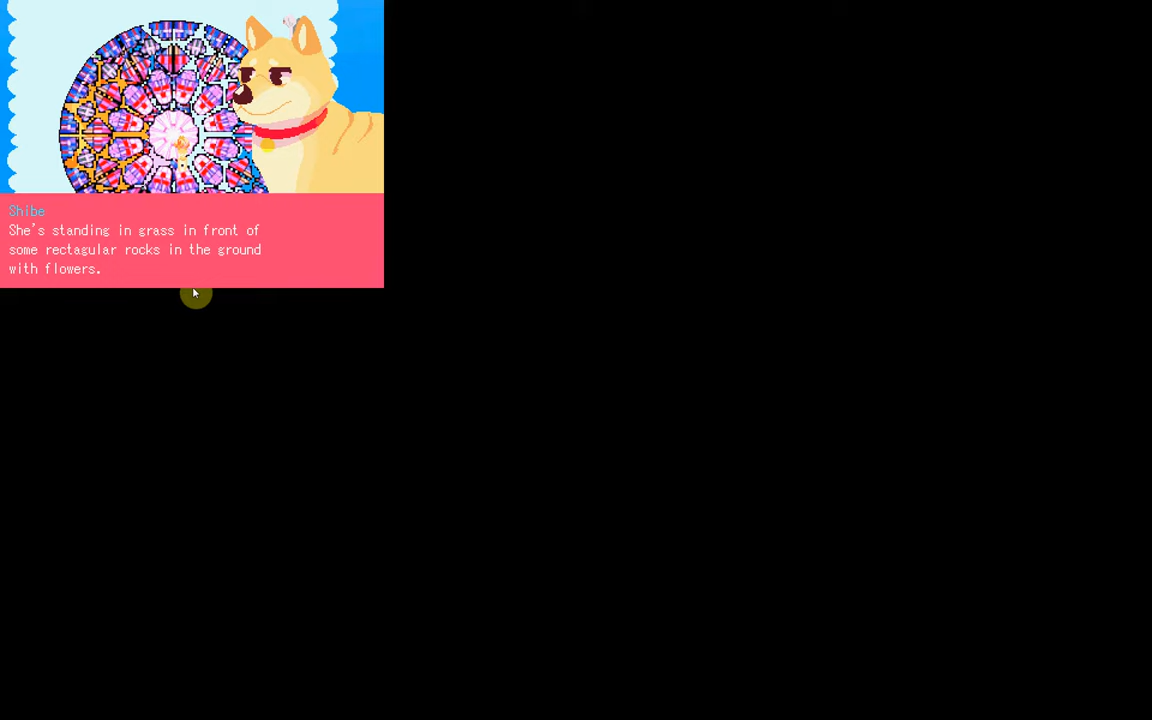 Shibe
She's standing in grass in front of
some rectagular rocks in the ground
with flowers.